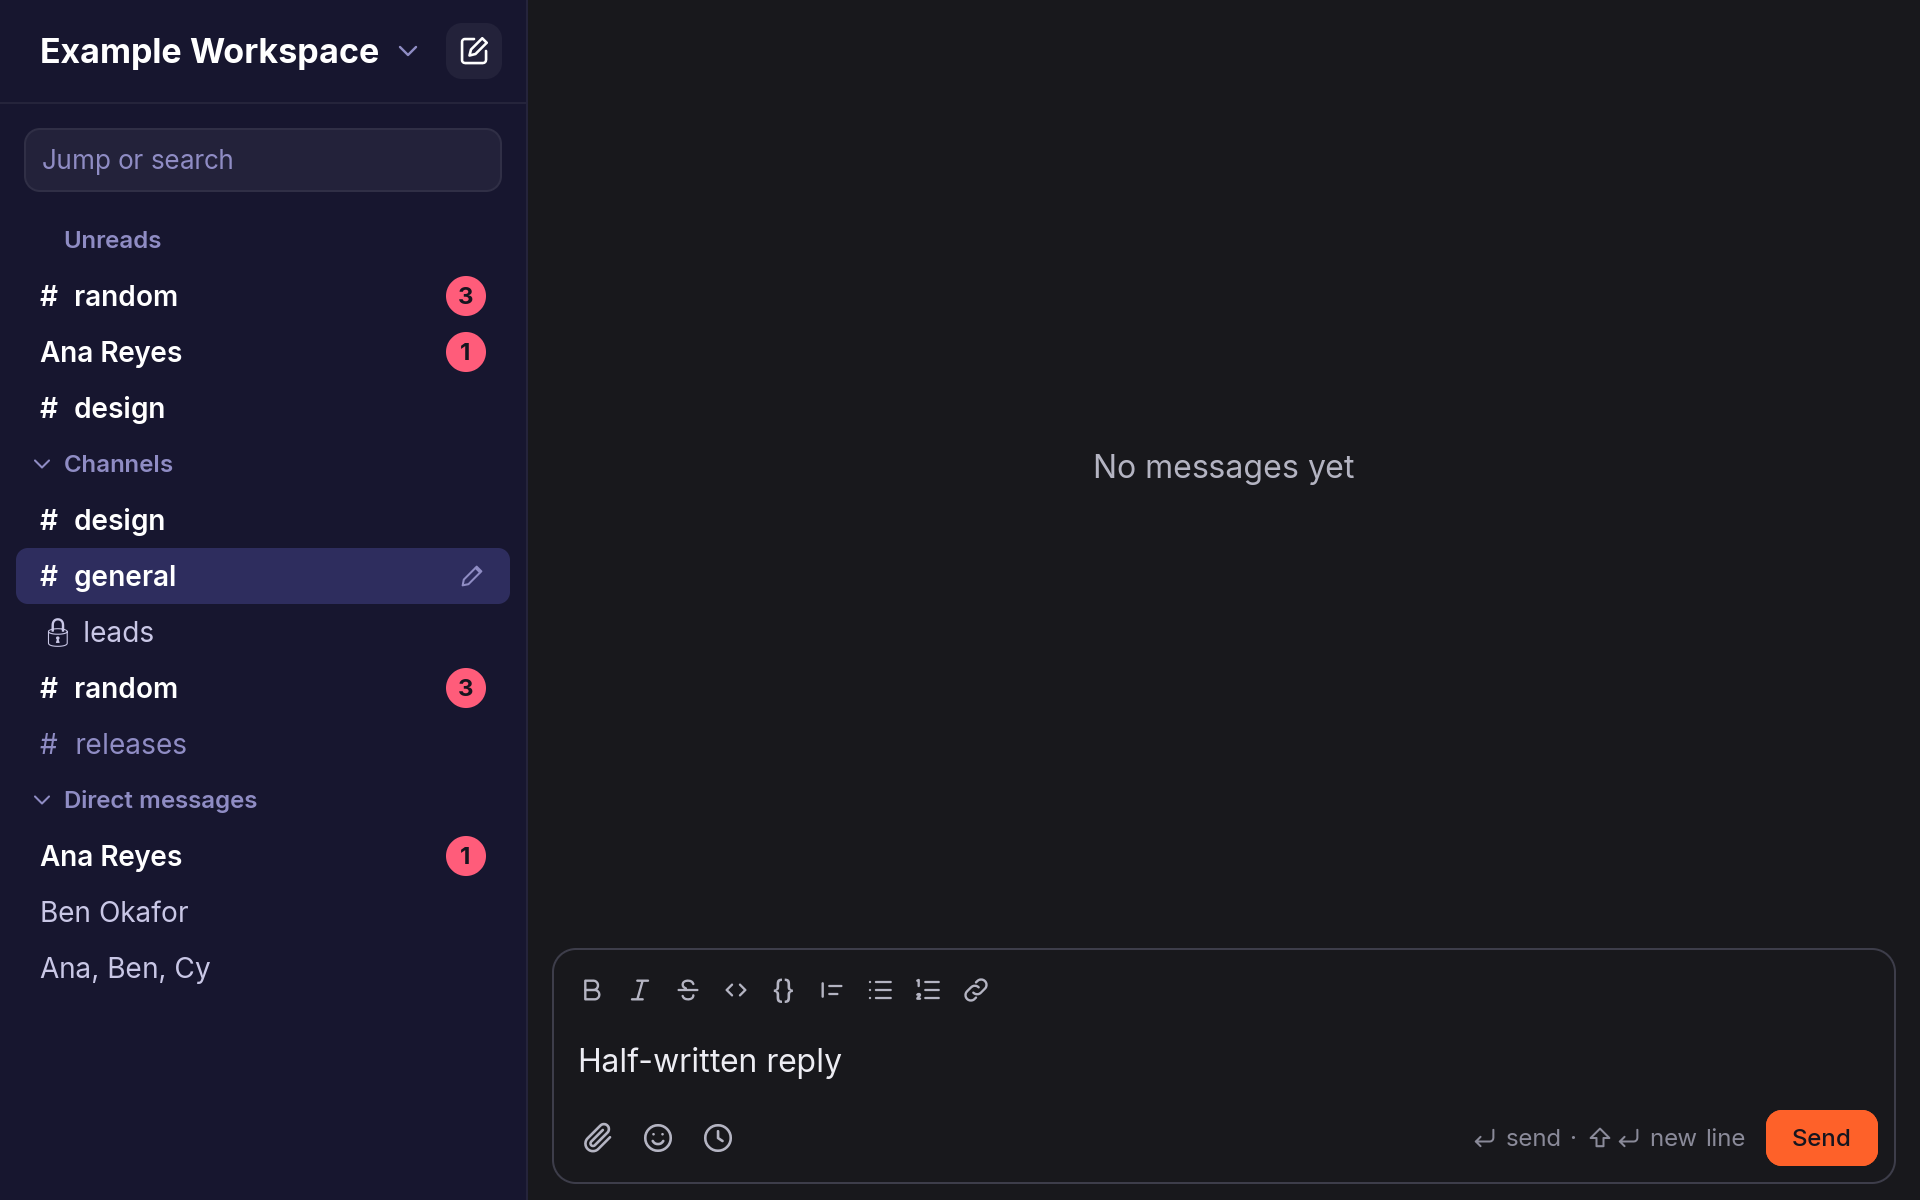 Example Workspace
Jump or search
Unreads
# random 3
Ana Reyes 1
# design
Channels
# design
# general
leads
# random 3
# releases
Direct messages
Ana Reyes 1
Ben Okafor
Ana, Ben, Cy
No messages yet
Half-written reply
send · new line
Send